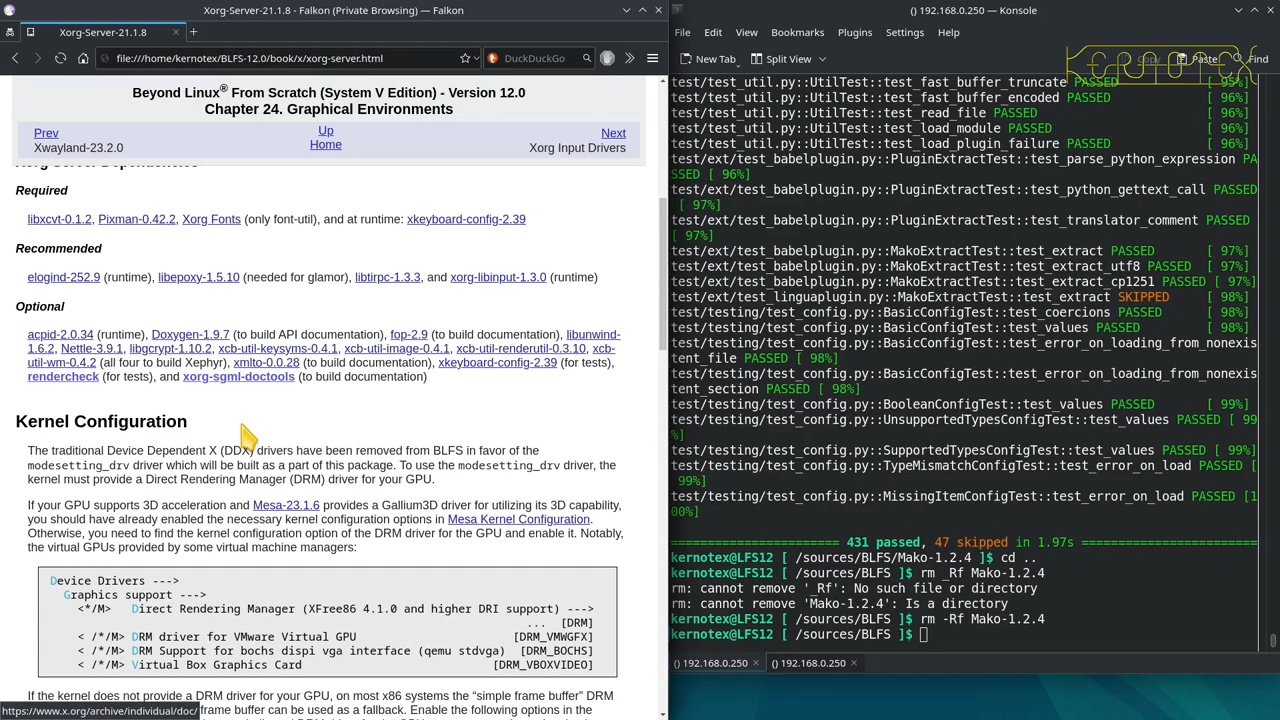 Xorg-Server-21.1.8 - Falkon (Private Browsing) — Falkon
Xorg-Server-21.1.8
file:///home/kernotex/BLFS-12.0/book/x/xorg-server.html
DuckDuckGo
Beyond Linux® From Scratch (System V Edition) - Version 12.0
Chapter 24. Graphical Environments
Prev
Up
Next
Xwayland-23.2.0
Home
Xorg Input Drivers
Xorg Server Dependencies
Required
libxcvt-0.1.2, Pixman-0.42.2, Xorg Fonts (only font-util), and at runtime: xkeyboard-config-2.39
Recommended
elogind-252.9 (runtime), libepoxy-1.5.10 (needed for glamor), libtirpc-1.3.3, and xorg-libinput-1.3.0 (runtime)
Optional
acpid-2.0.34 (runtime), Doxygen-1.9.7 (to build API documentation), fop-2.9 (to build documentation), libunwind-
1.6.2, Nettle-3.9.1, libgcrypt-1.10.2, xcb-util-keysyms-0.4.1, xcb-util-image-0.4.1, xcb-util-renderutil-0.3.10, xcb-
util-wm-0.4.2 (all four to build Xephyr), xmlto-0.0.28 (to build documentation), xkeyboard-config-2.39 (for tests),
rendercheck (for tests), and xorg-sgml-doctools (to build documentation)
Kernel Configuration
The traditional Device Dependent X (DDX) drivers have been removed from BLFS in favor of the
modesetting_drv driver which will be built as a part of this package. To use the modesetting_drv driver, the
kernel must provide a Direct Rendering Manager (DRM) driver for your GPU.
If your GPU supports 3D acceleration and Mesa-23.1.6 provides a Gallium3D driver for utilizing its 3D capability,
you should have already enabled the necessary kernel configuration options in Mesa Kernel Configuration.
Otherwise, you need to find the kernel configuration option of the DRM driver for the GPU and enable it. Notably,
the virtual GPUs provided by some virtual machine managers:
Device Drivers --->
Graphics support --->
<*/M> Direct Rendering Manager (XFree86 4.1.0 and higher DRI support) --->
... [DRM]
< /*/M> DRM driver for VMware Virtual GPU [DRM_VMWGFX]
< /*/M> DRM Support for bochs dispi vga interface (qemu stdvga) [DRM_BOCHS]
< /*/M> Virtual Box Graphics Card [DRM_VBOXVIDEO]
If the kernel does not provide a DRM driver for your GPU, on most x86 systems the “simple frame buffer” DRM
frame buffer can be used as a fallback. Enable the following options in the
https://www.x.org/archive/individual/doc/
() 192.168.0.250 — Konsole
File Edit View Bookmarks Plugins Settings Help
New Tab Split View Copy Paste Find
Kernotex
test/test_util.py::UtilTest::test_fast_buffer_truncate PASSED [ 95%]
test/test_util.py::UtilTest::test_fast_buffer_encoded PASSED [ 96%]
test/test_util.py::UtilTest::test_read_file PASSED [ 96%]
test/test_util.py::UtilTest::test_load_module PASSED [ 96%]
test/test_util.py::UtilTest::test_load_plugin_failure PASSED [ 96%]
test/ext/test_babelplugin.py::PluginExtractTest::test_parse_python_expression PA
SSED [ 96%]
test/ext/test_babelplugin.py::PluginExtractTest::test_python_gettext_call PASSED
[ 97%]
test/ext/test_babelplugin.py::PluginExtractTest::test_translator_comment PASSED
[ 97%]
test/ext/test_babelplugin.py::MakoExtractTest::test_extract PASSED [ 97%]
test/ext/test_babelplugin.py::MakoExtractTest::test_extract_utf8 PASSED [ 97%]
test/ext/test_babelplugin.py::MakoExtractTest::test_extract_cp1251 PASSED [ 97%]
test/ext/test_linguaplugin.py::MakoExtractTest::test_extract SKIPPED [ 98%]
test/testing/test_config.py::BasicConfigTest::test_coercions PASSED [ 98%]
test/testing/test_config.py::BasicConfigTest::test_values PASSED [ 98%]
test/testing/test_config.py::BasicConfigTest::test_error_on_loading_from_nonexis
tent_file PASSED [ 98%]
test/testing/test_config.py::BasicConfigTest::test_error_on_loading_from_nonexis
tent_section PASSED [ 98%]
test/testing/test_config.py::BooleanConfigTest::test_values PASSED [ 99%]
test/testing/test_config.py::UnsupportedTypesConfigTest::test_values PASSED [ 99
%]
test/testing/test_config.py::SupportedTypesConfigTest::test_values PASSED [ 99%]
test/testing/test_config.py::TypeMismatchConfigTest::test_error_on_load PASSED [
99%]
test/testing/test_config.py::MissingItemConfigTest::test_error_on_load PASSED [1
00%]
====================== 431 passed, 47 skipped in 1.97s =======================
kernotex@LFS12 [ /sources/BLFS/Mako-1.2.4 ]$ cd ..
kernotex@LFS12 [ /sources/BLFS ]$ rm _Rf Mako-1.2.4
rm: cannot remove '_Rf': No such file or directory
rm: cannot remove 'Mako-1.2.4': Is a directory
kernotex@LFS12 [ /sources/BLFS ]$ rm -Rf Mako-1.2.4
kernotex@LFS12 [ /sources/BLFS ]$
() 192.168.0.250 () 192.168.0.250